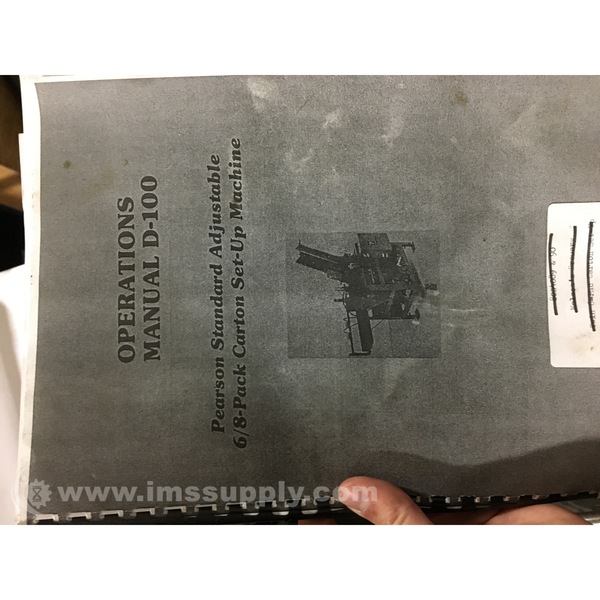 OPERATIONS
MANUAL D-100
Pearson Standard Adjustable
6/8-Pack Carton Set-Up Machine
www.imssupply.com